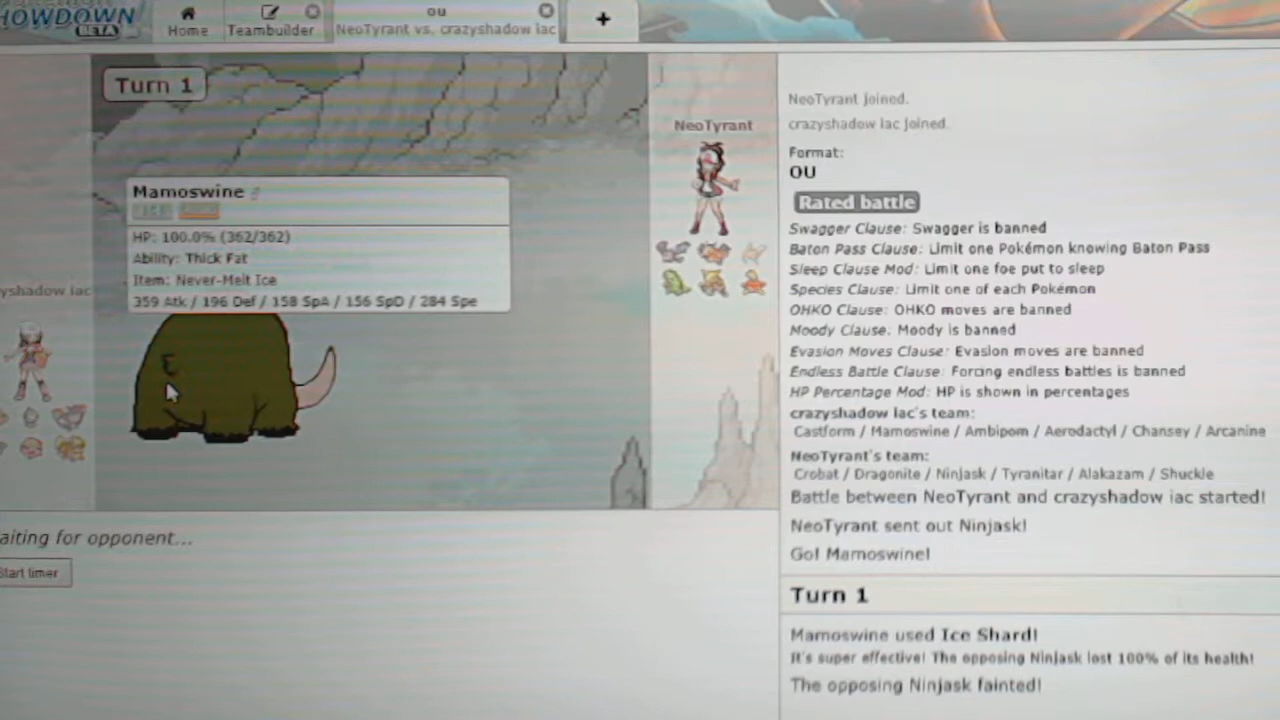 HOWDOWN
BETA
Home
Teambuilder
OU
NeoTyrant vs. crazyshadow iac
+
Turn 1
Mamoswine
HP: 100.0% (362/362)
Ability: Thick Fat
Item: Never-Melt Ice
359 Atk / 196 Def / 158 SpA / 156 SpD / 284 Spe
yshadow iac
NeoTyrant
aiting for opponent...
Start timer
NeoTyrant joined.
crazyshadow iac joined.
Format:
OU
Rated battle
Swagger Clause: Swagger is banned
Baton Pass Clause: Limit one Pokémon knowing Baton Pass
Sleep Clause Mod: Limit one foe put to sleep
Species Clause: Limit one of each Pokémon
OHKO Clause: OHKO moves are banned
Moody Clause: Moody is banned
Evasion Moves Clause: Evasion moves are banned
Endless Battle Clause: Forcing endless battles is banned
HP Percentage Mod: HP is shown in percentages
crazyshadow iac's team:
Castform / Mamoswine / Ambipom / Aerodactyl / Chansey / Arcanine
NeoTyrant's team:
Crobat / Dragonite / Ninjask / Tyranitar / Alakazam / Shuckle
Battle between NeoTyrant and crazyshadow iac started!
NeoTyrant sent out Ninjask!
Go! Mamoswine!
Turn 1
Mamoswine used Ice Shard!
It's super effective! The opposing Ninjask lost 100% of its health!
The opposing Ninjask fainted!